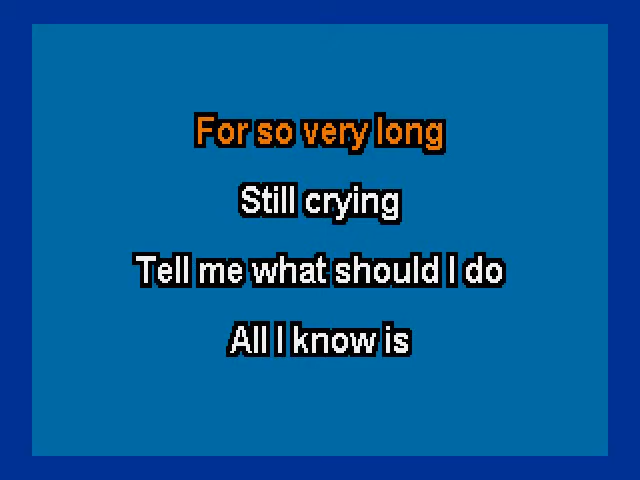 For so very long
Still crying
Tell me what should I do
All I know is